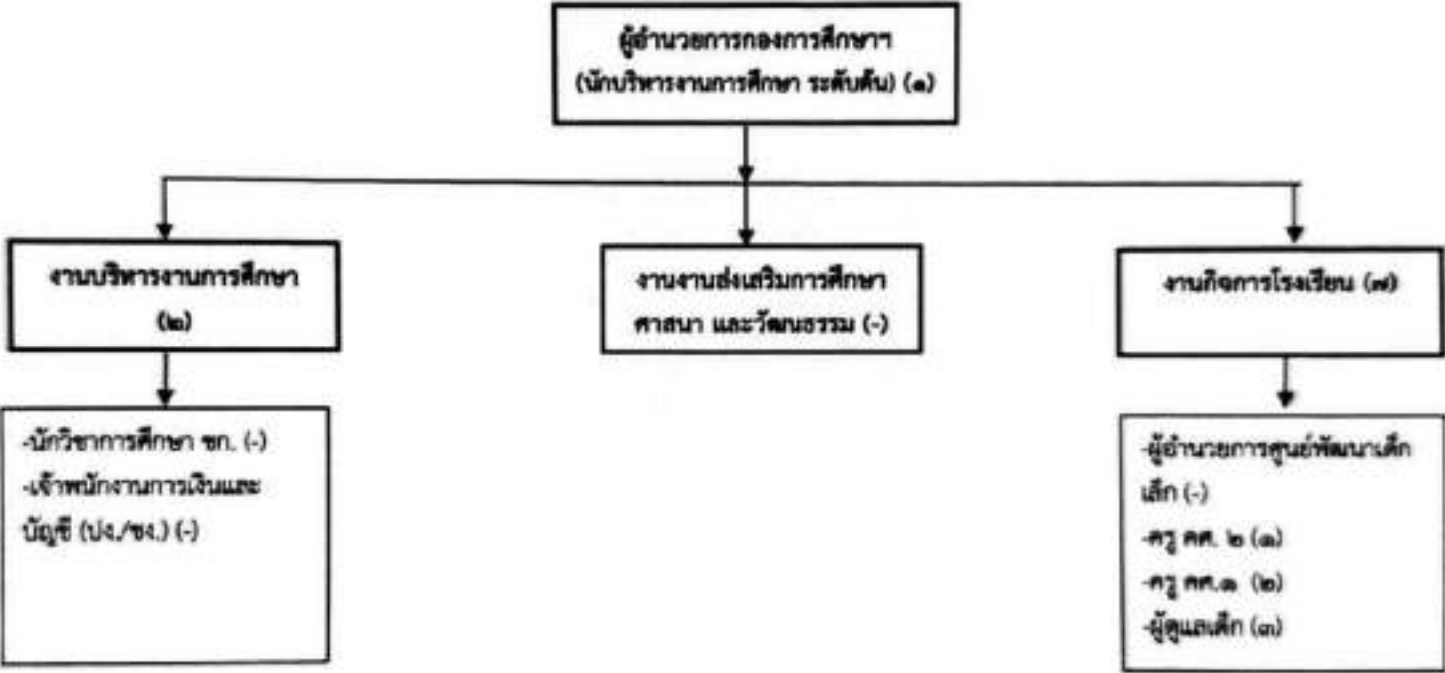 ผู้อำนวยการกองการศึกษาฯ
(นักบริหารงานการศึกษา ระดับต้น) (๑)
งานบริหารงานการศึกษา
(๒)
งานงานส่งเสริมการศึกษา
ศาสนา และวัฒนธรรม (-)
งานกิจการโรงเรียน (๗)
-นักวิชาการศึกษา ชก. (-)
-เจ้าพนักงานการเงินและ
บัญชี (ปง./ชง.) (-)
-ผู้อำนวยการศูนย์พัฒนาเด็ก
เล็ก (-)
-ครู คศ. ๒ (๑)
-ครู คศ.๑ (๒)
-ผู้ดูแลเด็ก (๓)